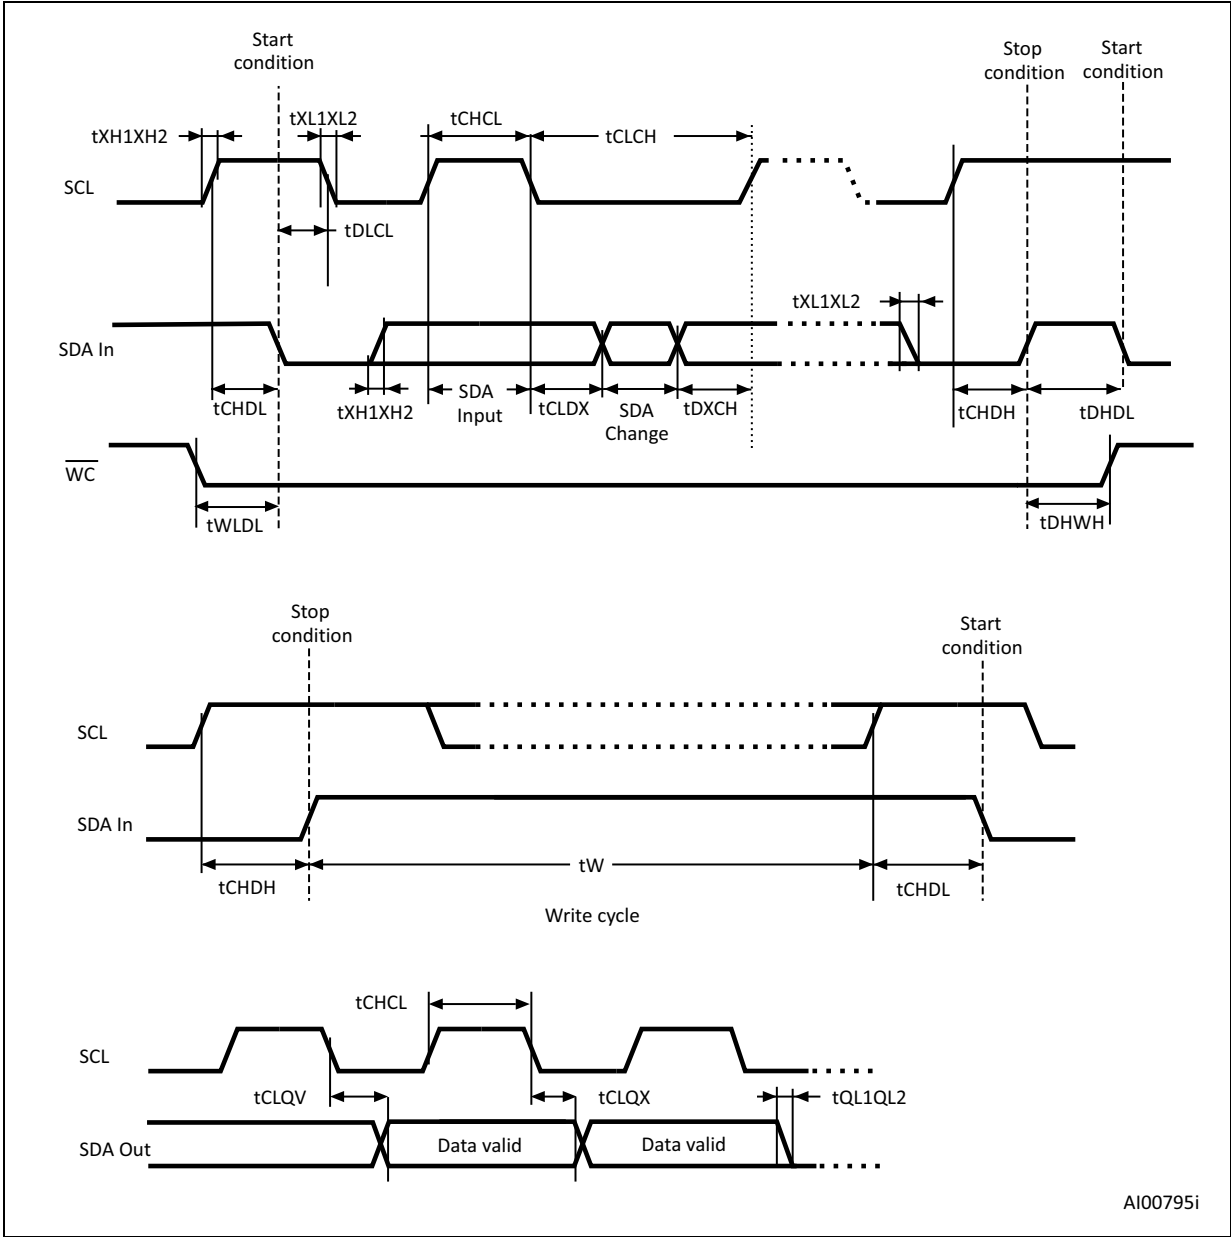 Start
condition
Stop
condition
Start
condition
tXH1XH2
tXL1XL2
tCHCL
tCLCH
SCL
tDLCL
tXL1XL2
SDA In
tCHDL
tXH1XH2
SDA
Input
tCLDX
SDA
Change
tDXCH
tCHDH
tDHDL
WC
tWLDL
tDHWH
Stop
condition
Start
condition
SCL
SDA In
tCHDH
tW
tCHDL
Write cycle
tCHCL
SCL
tCLQV
tCLQX
tQL1QL2
SDA Out
Data valid
Data valid
AI00795i